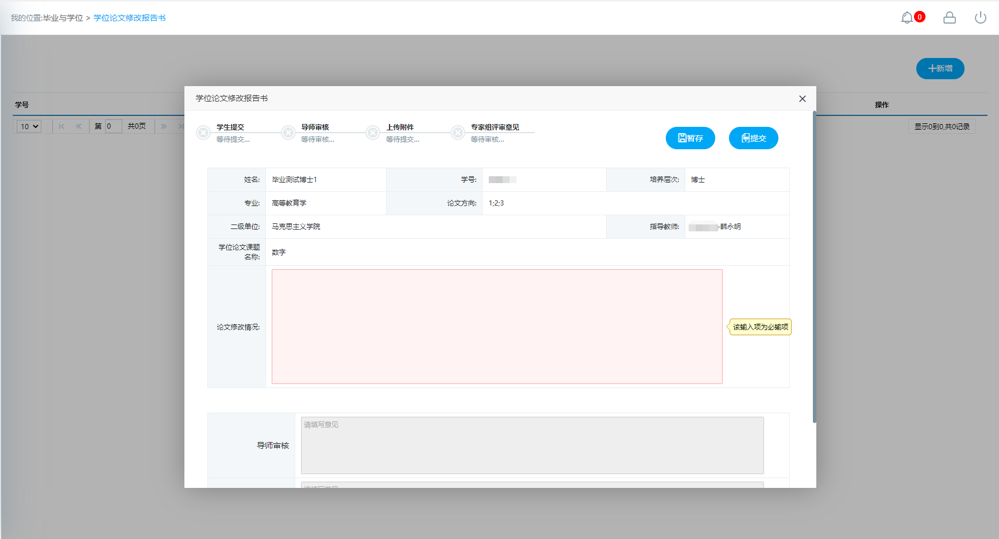 我的位置:毕业与学位 > 学位论文修改报告书
0
新增
学号
操作
10
第 0 共0页
显示0到0,共0记录
学位论文修改报告书
学生提交
等待提交...
导师审核
等待审核...
上传附件
等待提交...
专家组评审意见
等待审核...
暂存
提交
姓名: 毕业测试博士1 学号: 培养层次: 博士
专业: 高等教育学 论文方向: 1;2;3
二级单位: 马克思主义学院 指导教师: -韩永明
学位论文课题
名称:
数字
论文修改情况:
该输入项为必输项
请填写意见
导师审核
请填写意见